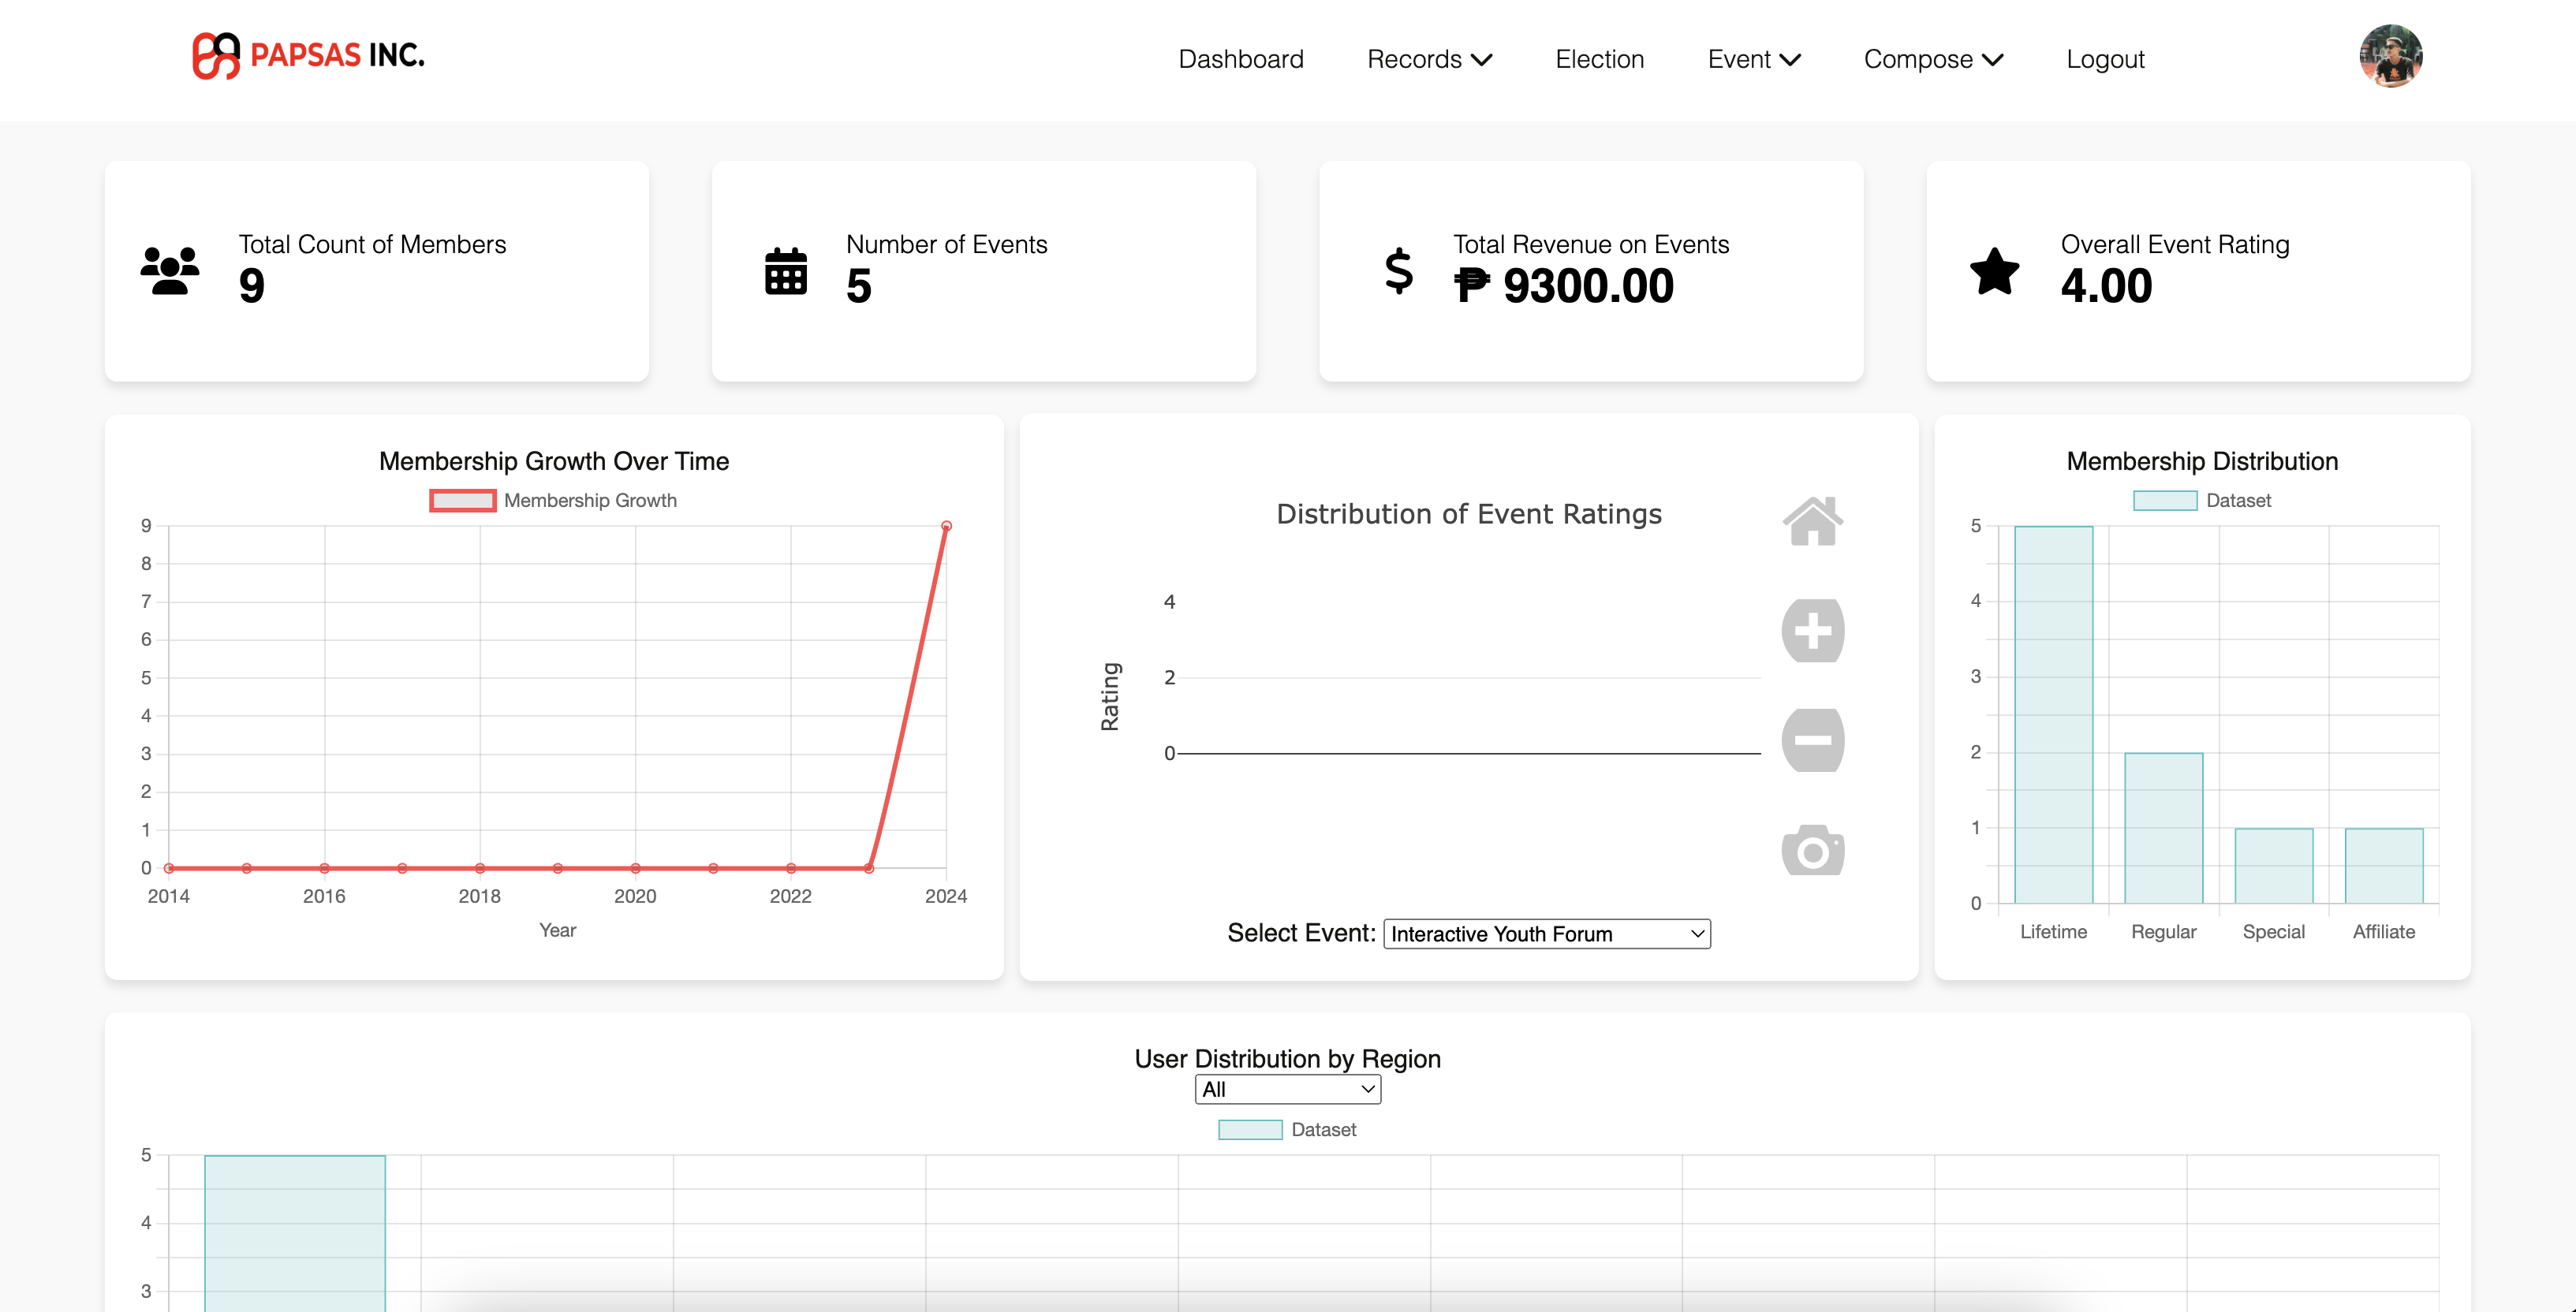 PAPSAS INC.
Dashboard
Records
Election
Event
Compose
Logout
Total Count of Members
9
Number of Events
5
Total Revenue on Events
₱ 9300.00
Overall Event Rating
4.00
Membership Growth Over Time
Membership Growth
9
8
7
6
5
4
3
2
1
0
2014
2016
2018
2020
2022
2024
Year
Distribution of Event Ratings
Rating
4
2
0
Select Event: Interactive Youth Forum
Membership Distribution
Dataset
5
4
3
2
1
0
Lifetime
Regular
Special
Affiliate
User Distribution by Region
All
Dataset
5
4
3